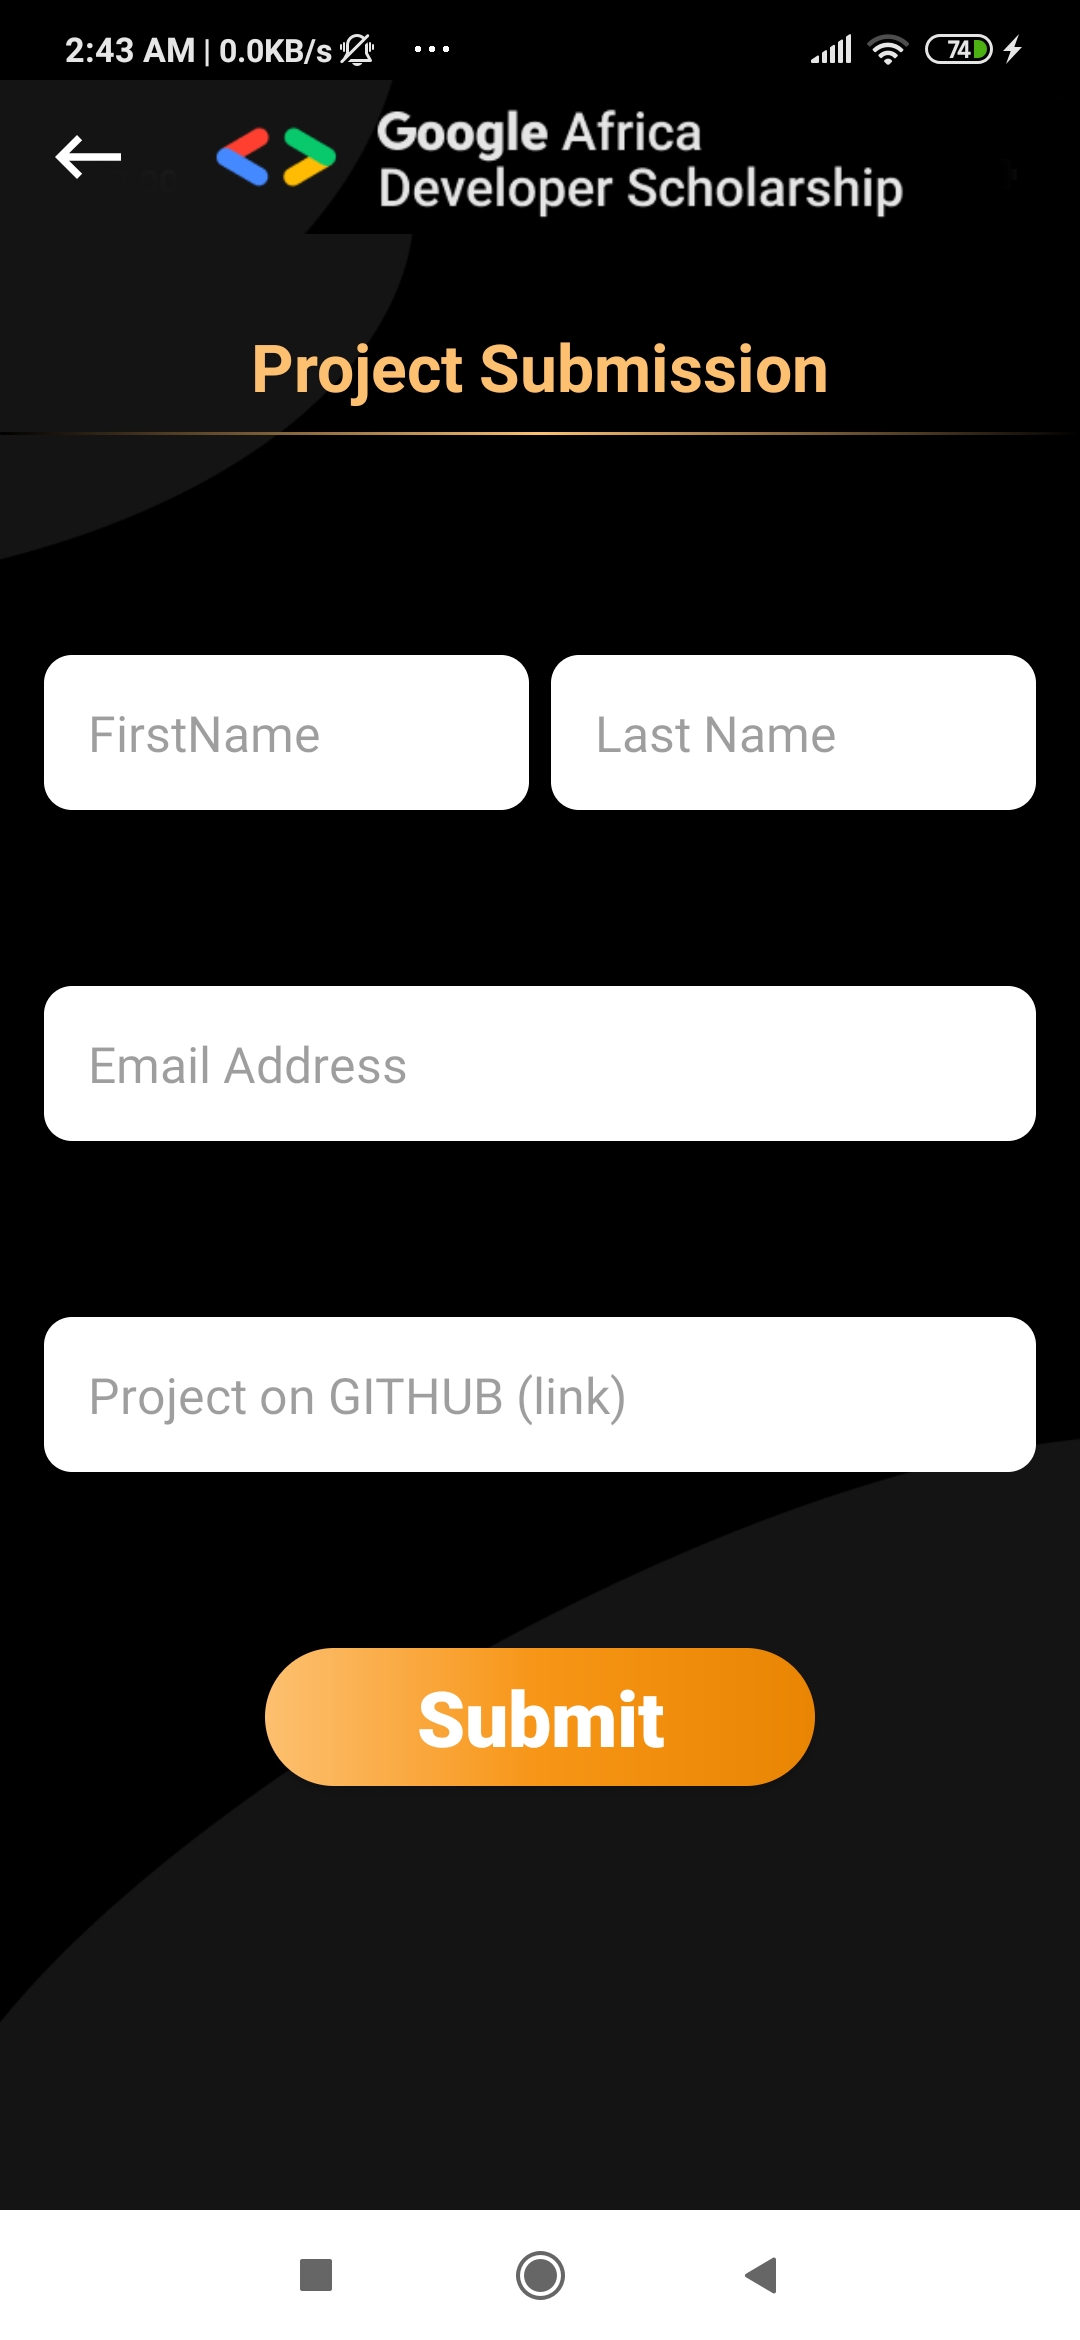 2:43 AM | 0.0KB/s ... 74
Google Africa
Developer Scholarship
Project Submission
FirstName Last Name
Email Address
Project on GITHUB (link)
Submit